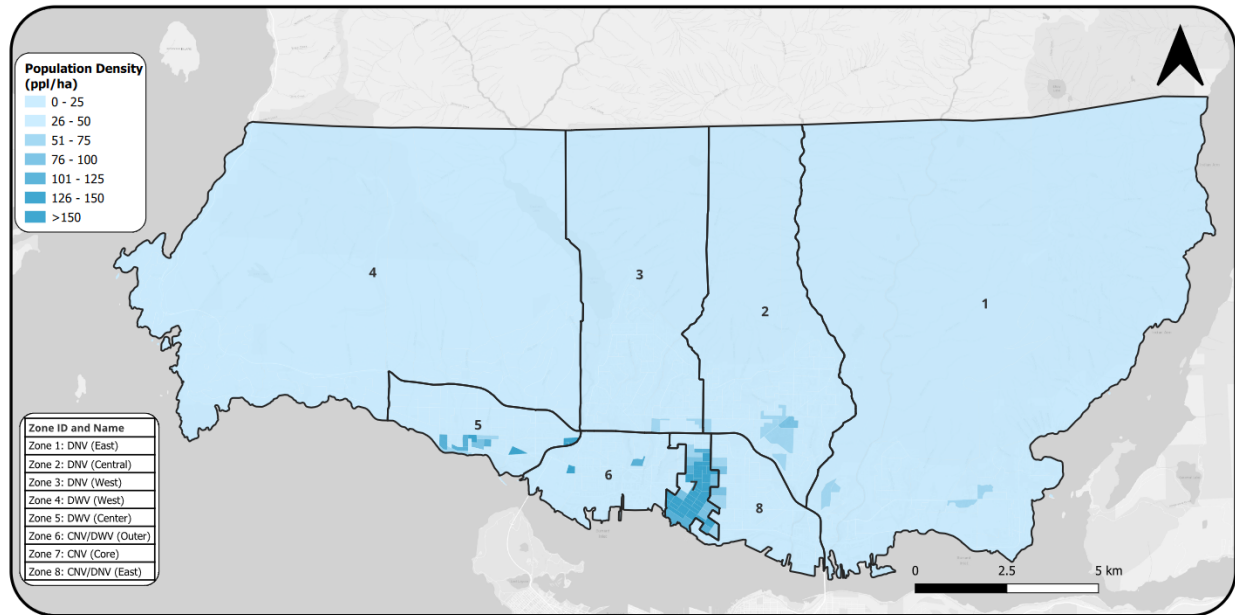 Population Density
(ppl/ha)
0 - 25
26 - 50
51 - 75
76 - 100
101 - 125
126 - 150
>150
4
3
2
1
5
6
8
Zone ID and Name
Zone 1: DNV (East)
Zone 2: DNV (Central)
Zone 3: DNV (West)
Zone 4: DWV (West)
Zone 5: DWV (Center)
Zone 6: CNV/DWV (Outer)
Zone 7: CNV (Core)
Zone 8: CNV/DNV (East)
0 2.5 5 km